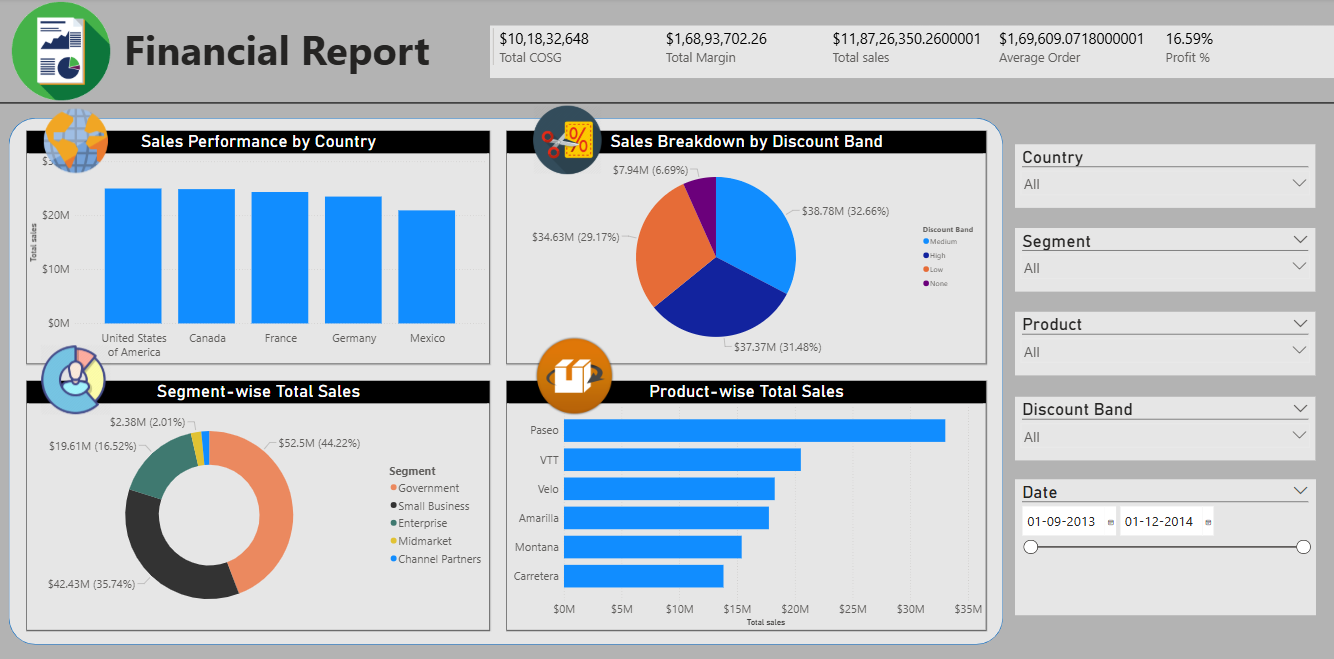 Financial Report
$10,18,32,648
Total COSG
$1,68,93,702.26
Total Margin
$11,87,26,350.2600001
Total sales
$1,69,609.0718000001
Average Order
16.59%
Profit %
Sales Performance by Country
$20M
$10M
$0M
Total sales
United States
of America
Canada
France
Germany
Mexico
Sales Breakdown by Discount Band
$7.94M (6.69%)
$38.78M (32.66%)
$34.63M (29.17%)
$37.37M (31.48%)
Discount Band
Medium
High
Low
None
Segment-wise Total Sales
$2.38M (2.01%)
$19.61M (16.52%)
$52.5M (44.22%)
$42.43M (35.74%)
Segment
Government
Small Business
Enterprise
Midmarket
Channel Partners
Product-wise Total Sales
Paseo
VTT
Velo
Amarilla
Montana
Carretera
$0M $5M $10M $15M $20M $25M $30M $35M
Total sales
Country
All
Segment
All
Product
All
Discount Band
All
Date
01-09-2013 01-12-2014